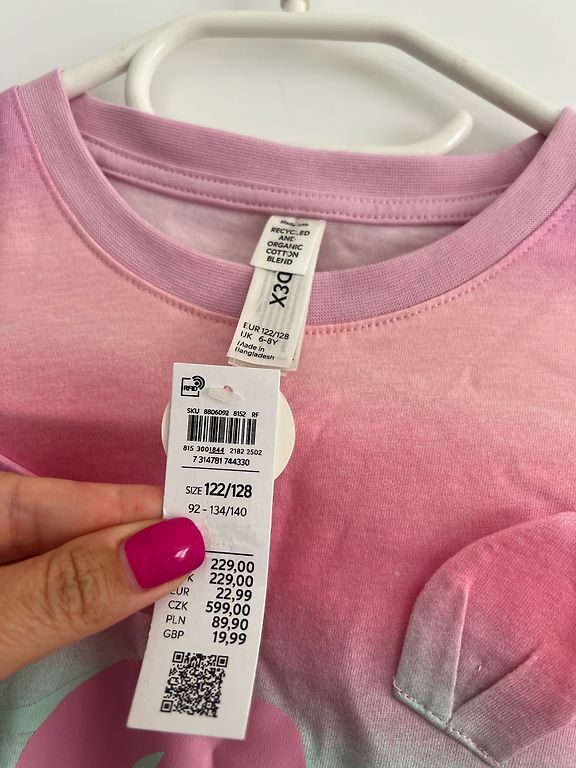 RECYCLED
AND
ORGANIC
COTTON
BLEND
X3D
EUR 122/128
UK 6-8Y
Made in
Bangladesh
RFID
SKU 8806092 8152 RF
815 3001844 2182 2502
7 314781 744330
SIZE 122/128
92 - 134/140
229,00
K 229,00
EUR 22,99
CZK 599,00
PLN 89,90
GBP 19,99